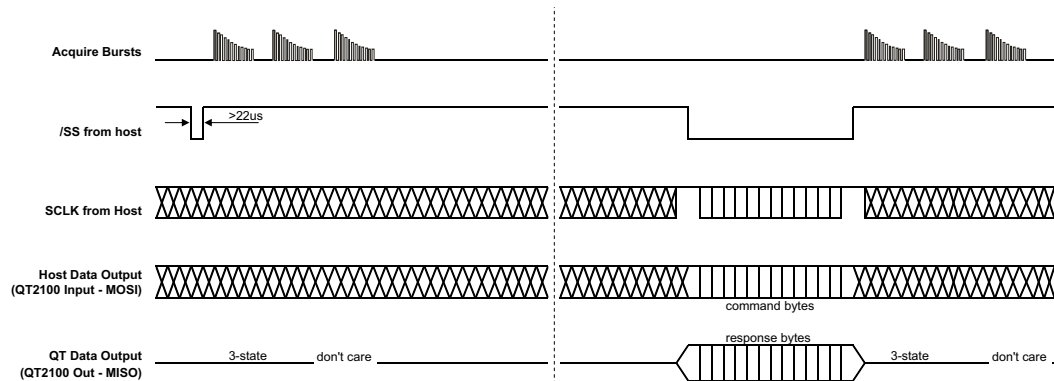 Acquire Bursts
>22us
/SS from host
SCLK from Host
Host Data Output
(QT2100 Input - MOSI)
command bytes
response bytes
QT Data Output
(QT2100 Out - MISO)
3-state
don't care
3-state
don't care